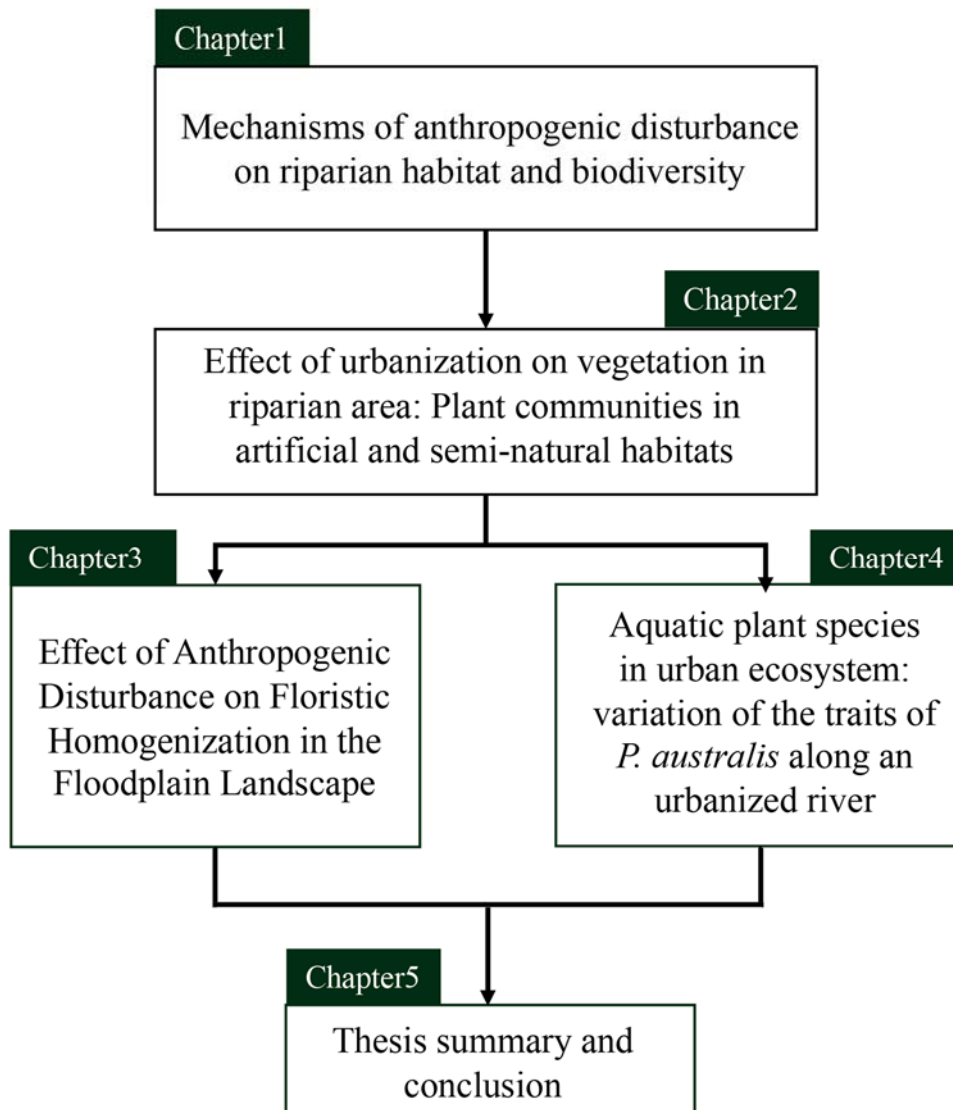 Chapter1
Mechanisms of anthropogenic disturbance
on riparian habitat and biodiversity
Chapter2
Effect of urbanization on vegetation in
riparian area: Plant communities in
artificial and semi-natural habitats
Chapter3
Effect of Anthropogenic
Disturbance on Floristic
Homogenization in the
Floodplain Landscape
Chapter4
Aquatic plant species
in urban ecosystem:
variation of the traits of
P. australis along an
urbanized river
Chapter5
Thesis summary and
conclusion